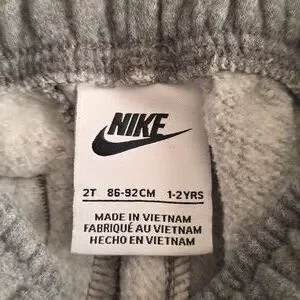 NIKE
2T 86-92CM 1-2YRS
MADE IN VIETNAM
FABRIQUÉ AU VIETNAM
HECHO EN VIETNAM